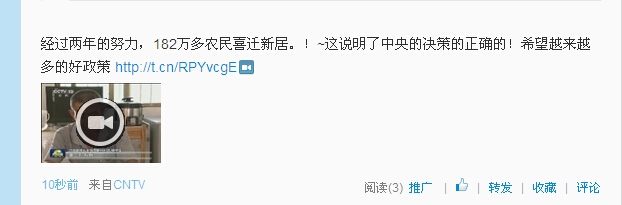 经过两年的努力，182万多农民喜迁新居。！~这说明了中央的决策的正确的！希望越来越
多的好政策 http://t.cn/RPYvcgE
10秒前 来自CNTV 阅读(3) 推广 | | 转发 | 收藏 | 评论